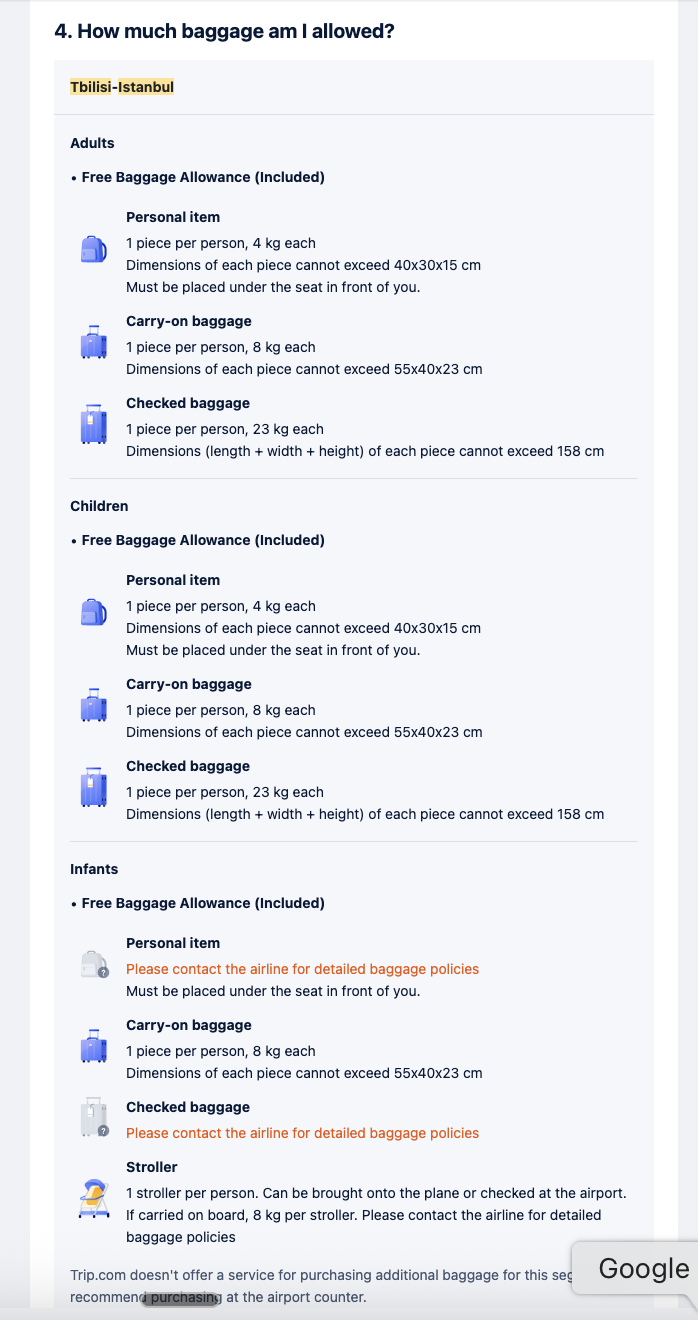 4. How much baggage am I allowed?
Tbilisi-Istanbul
Adults
• Free Baggage Allowance (Included)
Personal item
1 piece per person, 4 kg each
Dimensions of each piece cannot exceed 40x30x15 cm
Must be placed under the seat in front of you.
Carry-on baggage
1 piece per person, 8 kg each
Dimensions of each piece cannot exceed 55x40x23 cm
Checked baggage
1 piece per person, 23 kg each
Dimensions (length + width + height) of each piece cannot exceed 158 cm
Children
• Free Baggage Allowance (Included)
Personal item
1 piece per person, 4 kg each
Dimensions of each piece cannot exceed 40x30x15 cm
Must be placed under the seat in front of you.
Carry-on baggage
1 piece per person, 8 kg each
Dimensions of each piece cannot exceed 55x40x23 cm
Checked baggage
1 piece per person, 23 kg each
Dimensions (length + width + height) of each piece cannot exceed 158 cm
Infants
• Free Baggage Allowance (Included)
Personal item
Please contact the airline for detailed baggage policies
Must be placed under the seat in front of you.
Carry-on baggage
1 piece per person, 8 kg each
Dimensions of each piece cannot exceed 55x40x23 cm
Checked baggage
Please contact the airline for detailed baggage policies
Stroller
1 stroller per person. Can be brought onto the plane or checked at the airport.
If carried on board, 8 kg per stroller. Please contact the airline for detailed
baggage policies
Trip.com doesn't offer a service for purchasing additional baggage for this
recommend purchasing at the airport counter.
Google